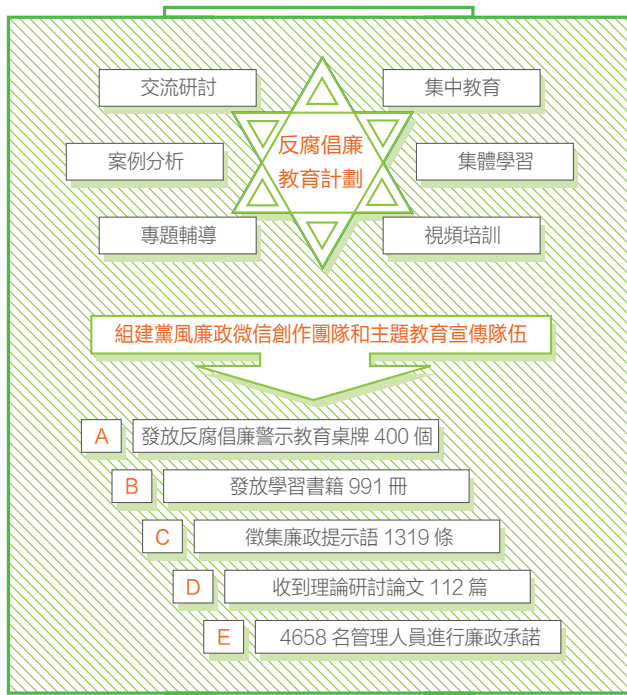 交流研討
集中教育
反腐倡廉
教育計劃
案例分析
集體學習
專題輔導
視頻培訓
組建黨風廉政微信創作團隊和主題教育宣傳隊伍
A 發放反腐倡廉警示教育桌牌 400 個
B 發放學習書籍 991 冊
C 徵集廉政提示語 1319 條
D 收到理論研討論文 112 篇
E 4658 名管理人員進行廉政承諾